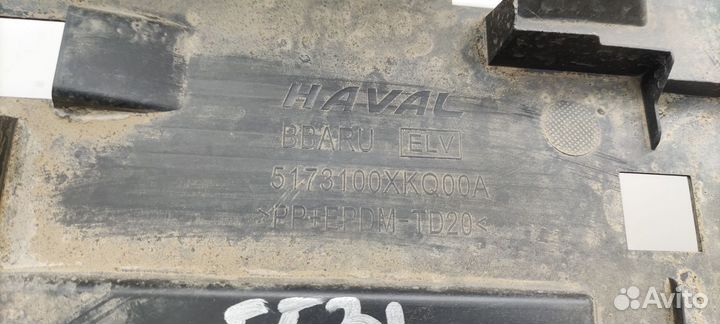 HAVAL
BBARU ELV
5173100XKQ00A
>PP+EPDM-TD20<
Avito